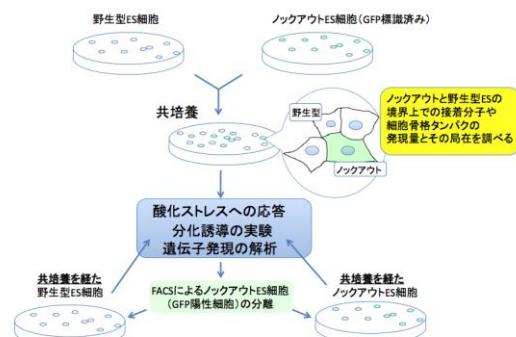 野生型ES細胞
ノックアウトES細胞(GFP標識済み)
共培養
野生型
ノックアウト
ノックアウトと野生型ESの
境界上での接着分子や
細胞骨格タンパクの
発現量とその局在を調べる
酸化ストレスへの応答
分化誘導の実験
遺伝子発現の解析
共培養を経た
野生型ES細胞
FACSによるノックアウトES細胞
(GFP陽性細胞)の分離
共培養を経た
ノックアウトES細胞